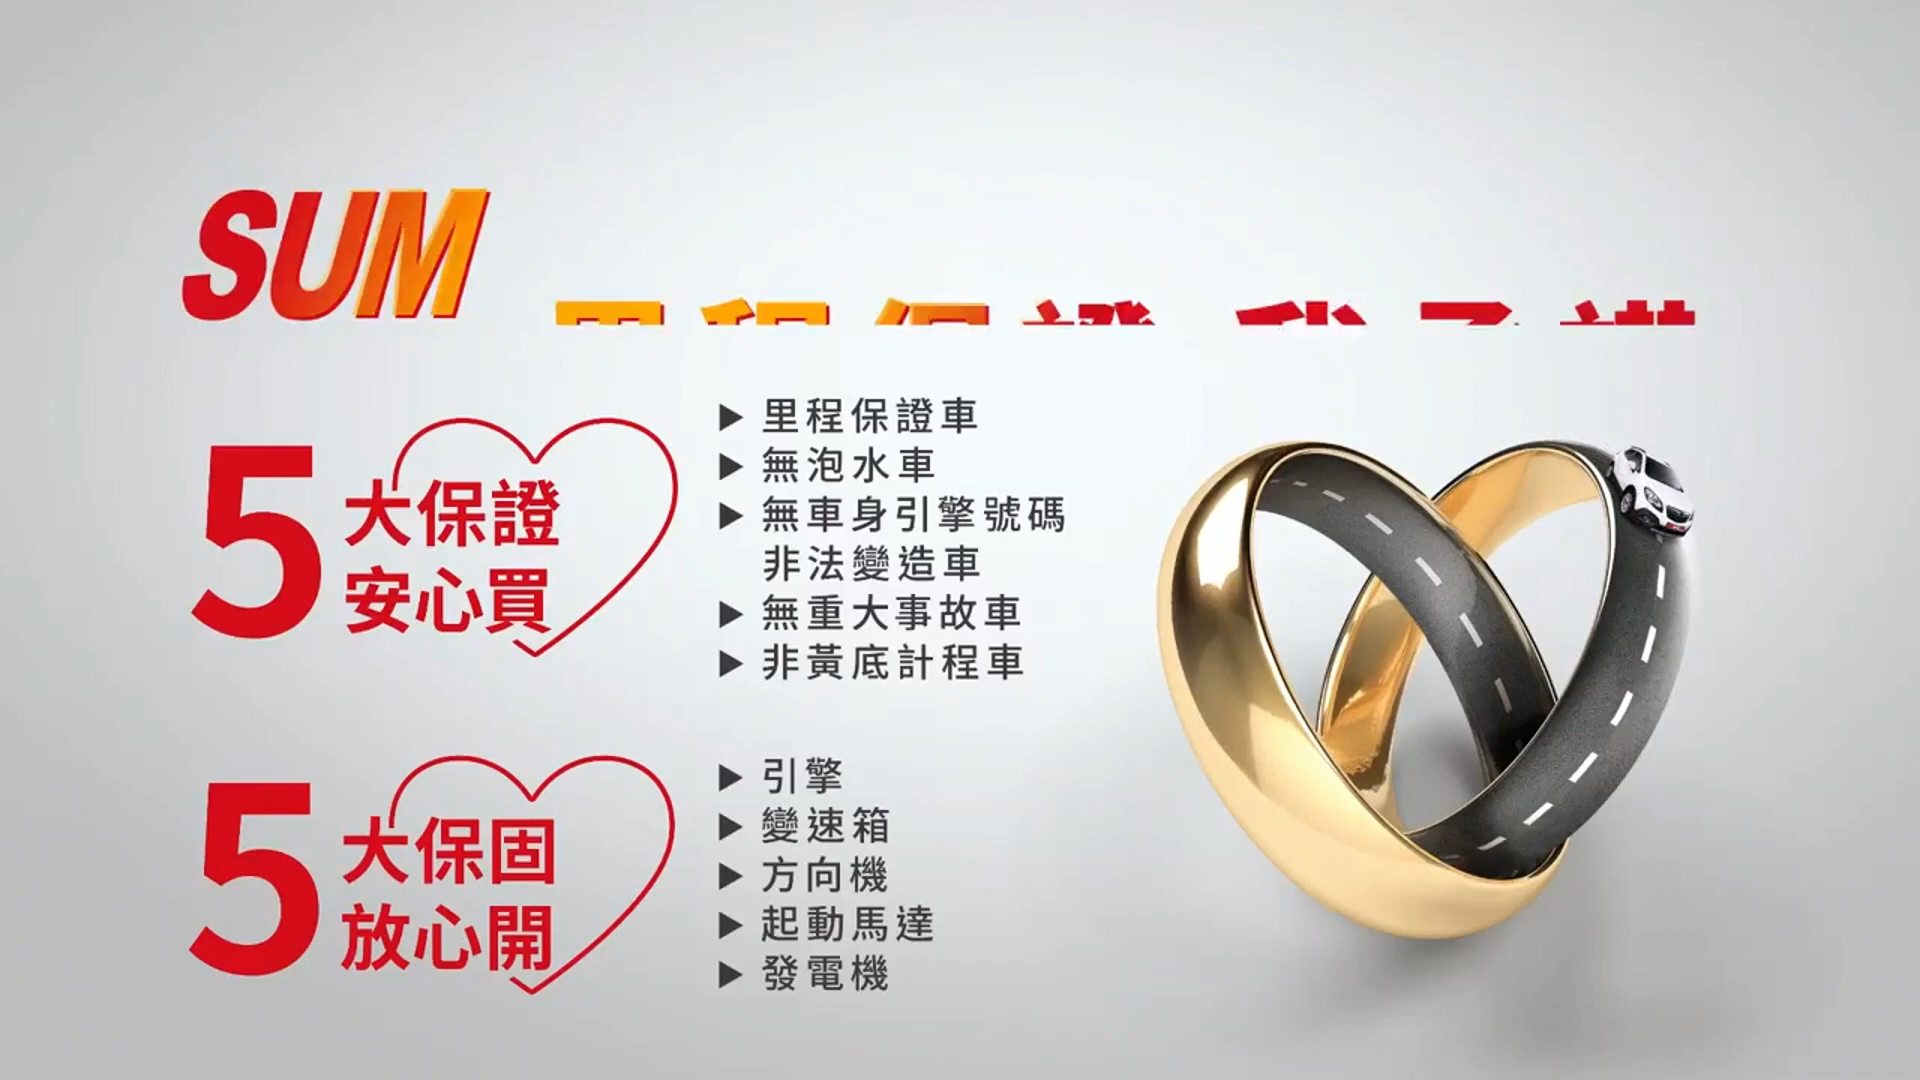 SUM
5
大保證
安心買
▶ 里程保證車
▶ 無泡水車
▶ 無車身引擎號碼
非法變造車
▶ 無重大事故車
▶ 非黃底計程車
5
大保固
放心開
▶ 引擎
▶ 變速箱
▶ 方向機
▶ 起動馬達
▶ 發電機